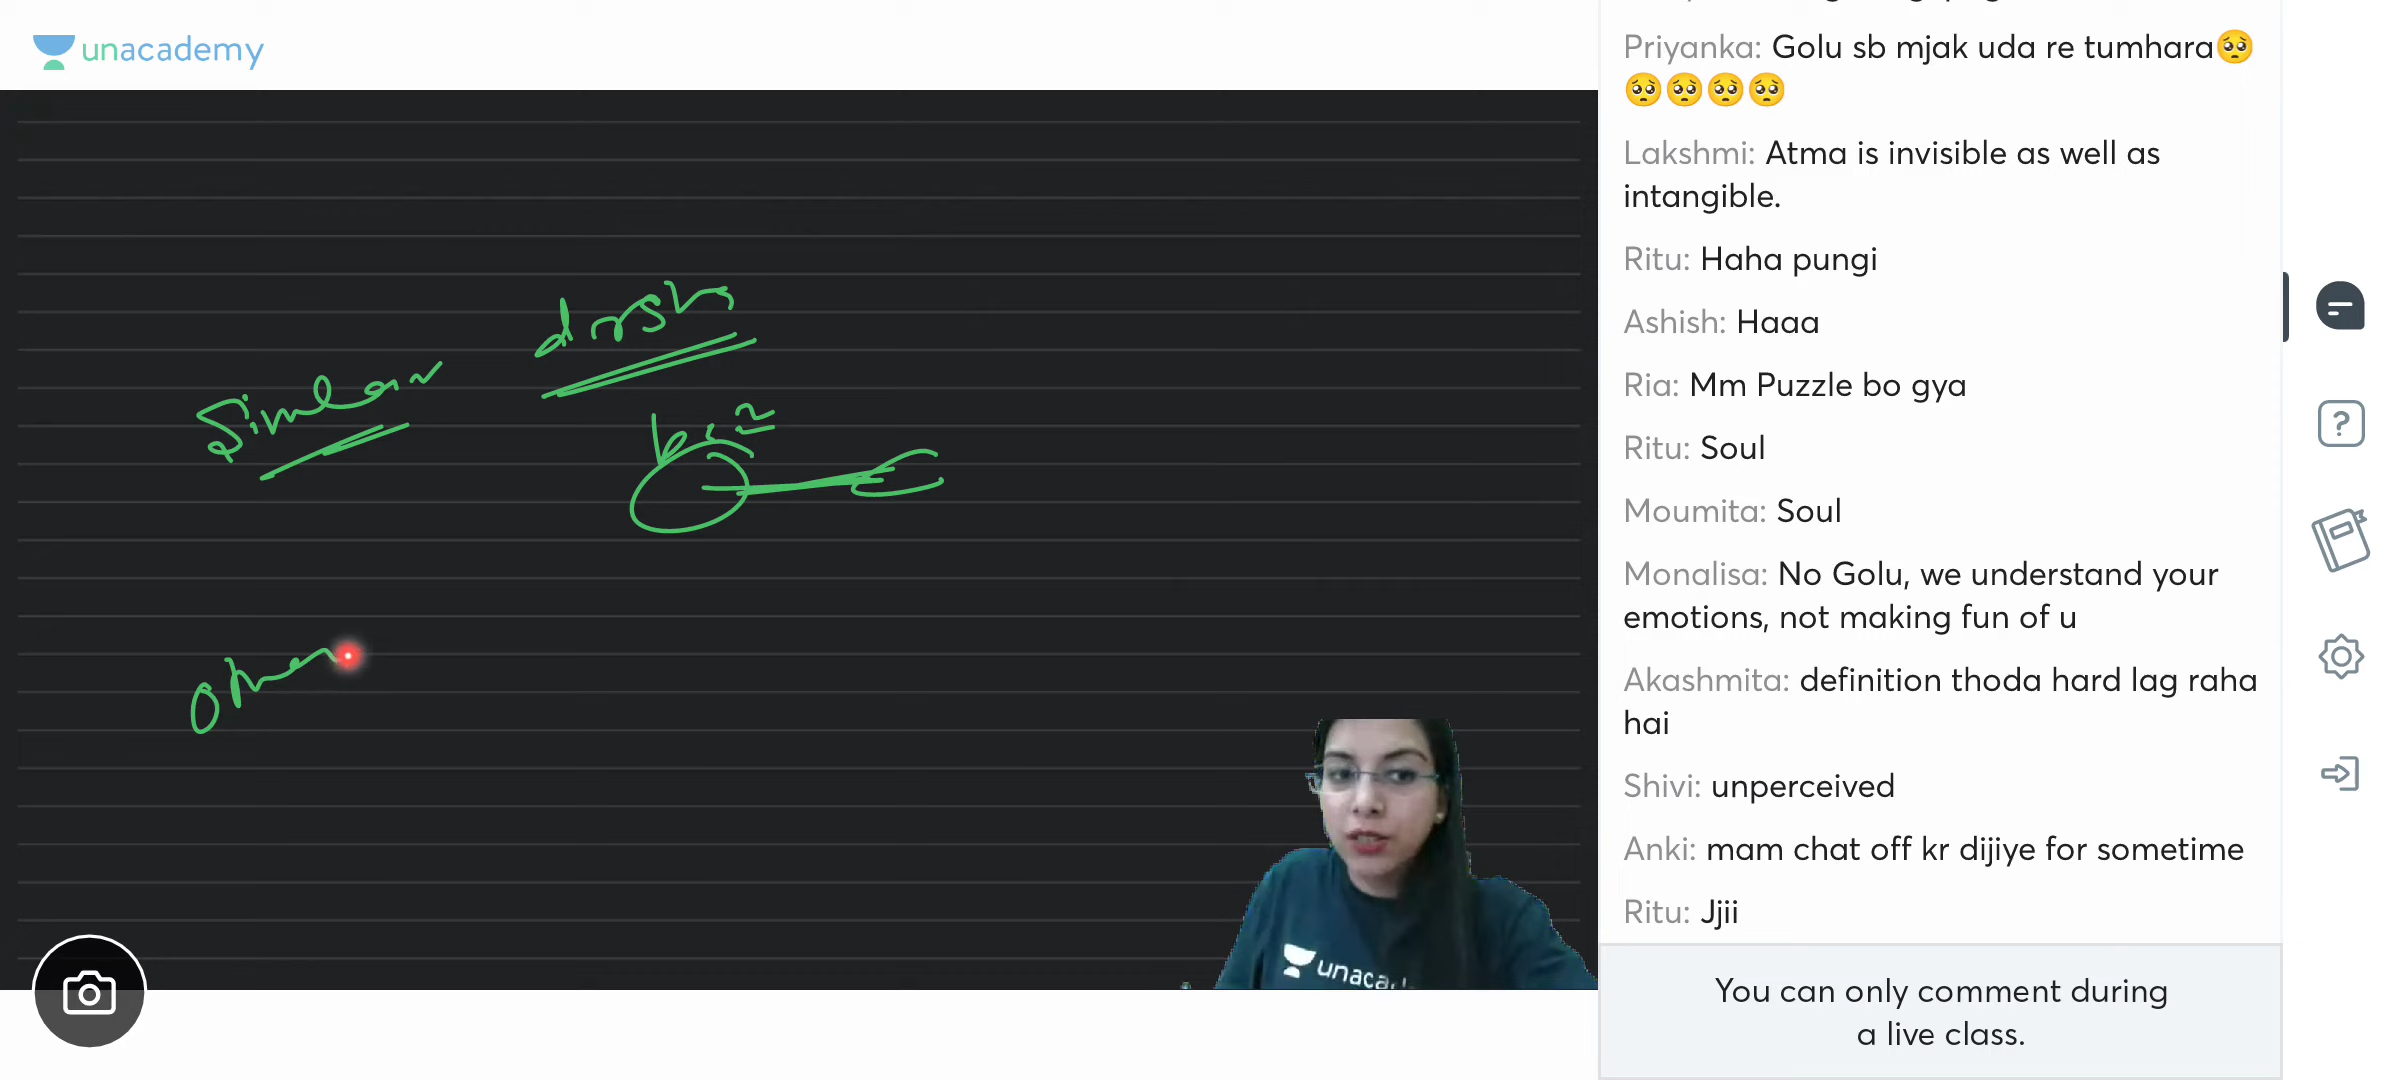 unacademy
drsh
Similar
Priyanka: Golu sb mjak uda re tumhara🥺
🥺🥺🥺🥺
Lakshmi: Atma is invisible as well as
intangible.
Ritu: Haha pungi
Ashish: Haaa
Ria: Mm Puzzle bo gya
Ritu: Soul
Moumita: Soul
Monalisa: No Golu, we understand your
emotions, not making fun of u
Akashmita: definition thoda hard lag raha
hai
Shivi: unperceived
Anki: mam chat off kr dijiye for sometime
Ritu: Jjii
You can only comment during
a live class.